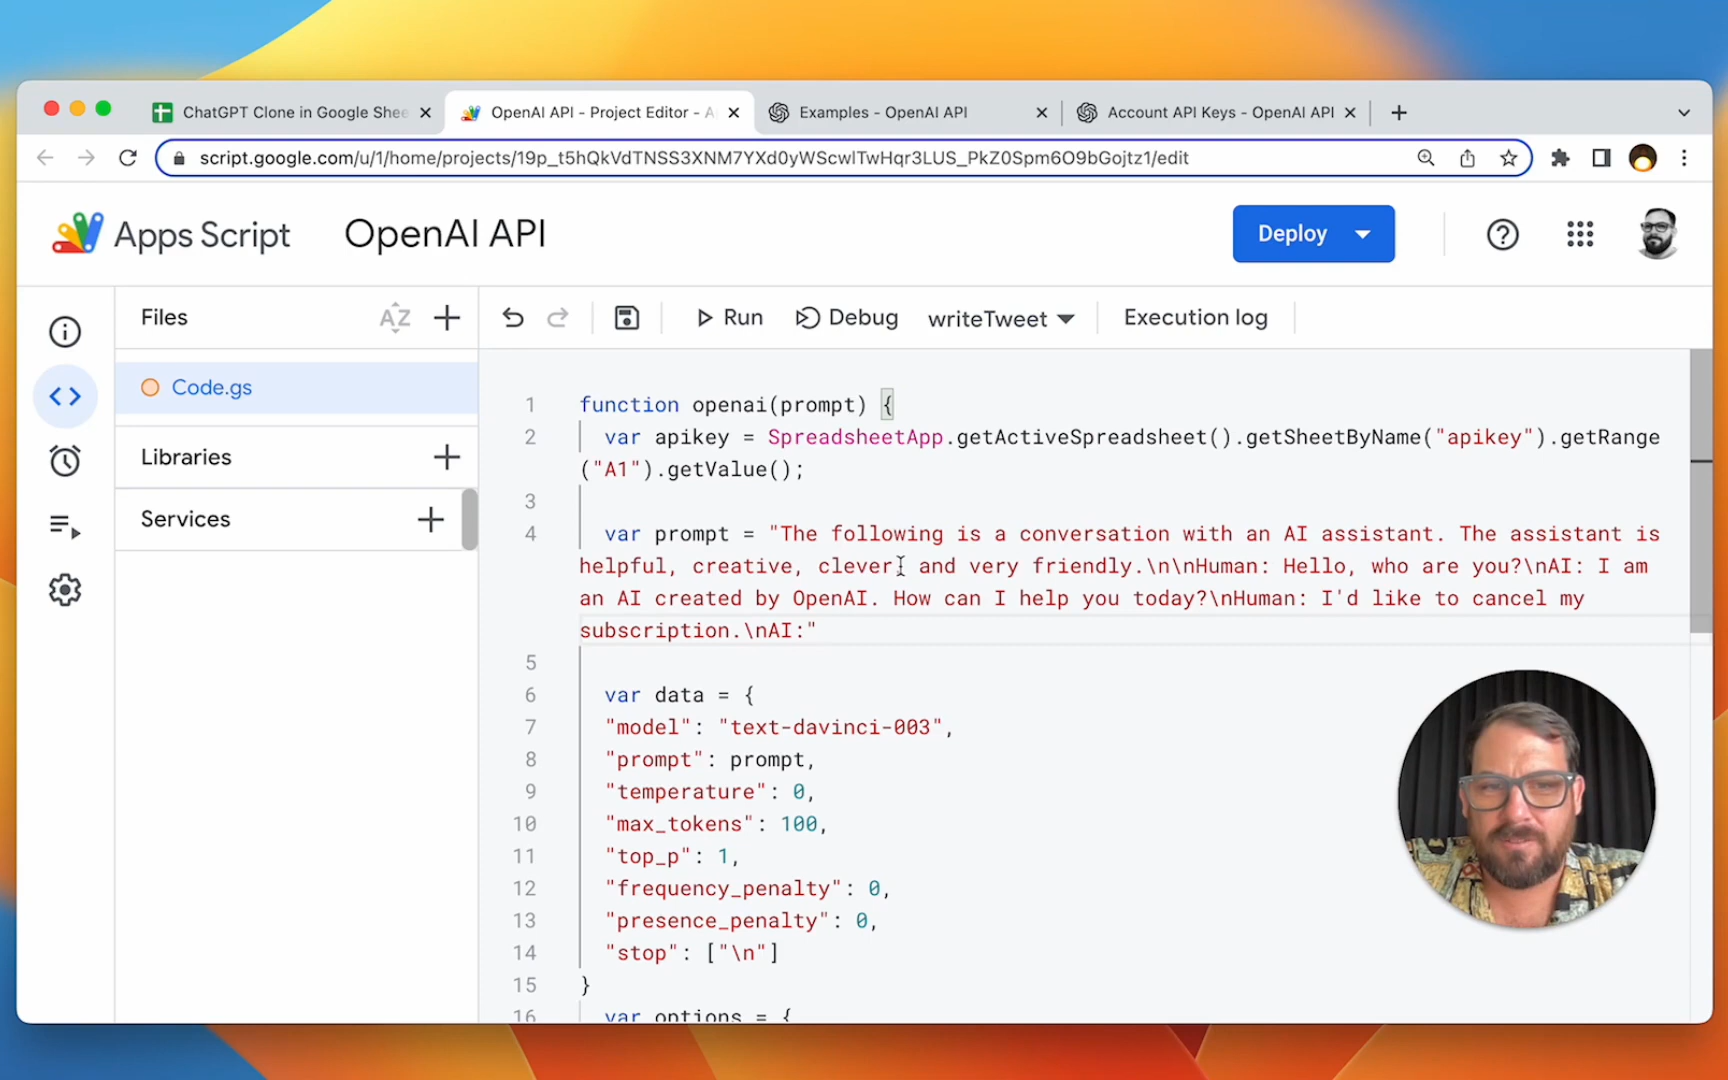 ChatGPT Clone in Google Shee
OpenAI API - Project Editor - A
Examples - OpenAI API
Account API Keys - OpenAI API
script.google.com/u/1/home/projects/19p_t5hQkVdTNSS3XNM7YXd0yWScwlTwHqr3LUS_PkZ0Spm6O9bGojtz1/edit
Apps Script
OpenAI API
Deploy
Files
AZ
Run
Debug
writeTweet
Execution log
Code.gs
Libraries
Services
1 function openai(prompt) {
2 var apikey = SpreadsheetApp.getActiveSpreadsheet().getSheetByName("apikey").getRange
("A1").getValue();
3
4 var prompt = "The following is a conversation with an AI assistant. The assistant is
helpful, creative, clever and very friendly.\n\nHuman: Hello, who are you?\nAI: I am
an AI created by OpenAI. How can I help you today?\nHuman: I'd like to cancel my
subscription.\nAI:"
5
6 var data = {
7 "model": "text-davinci-003",
8 "prompt": prompt,
9 "temperature": 0,
10 "max_tokens": 100,
11 "top_p": 1,
12 "frequency_penalty": 0,
13 "presence_penalty": 0,
14 "stop": ["\n"]
15 }
16 var options = {